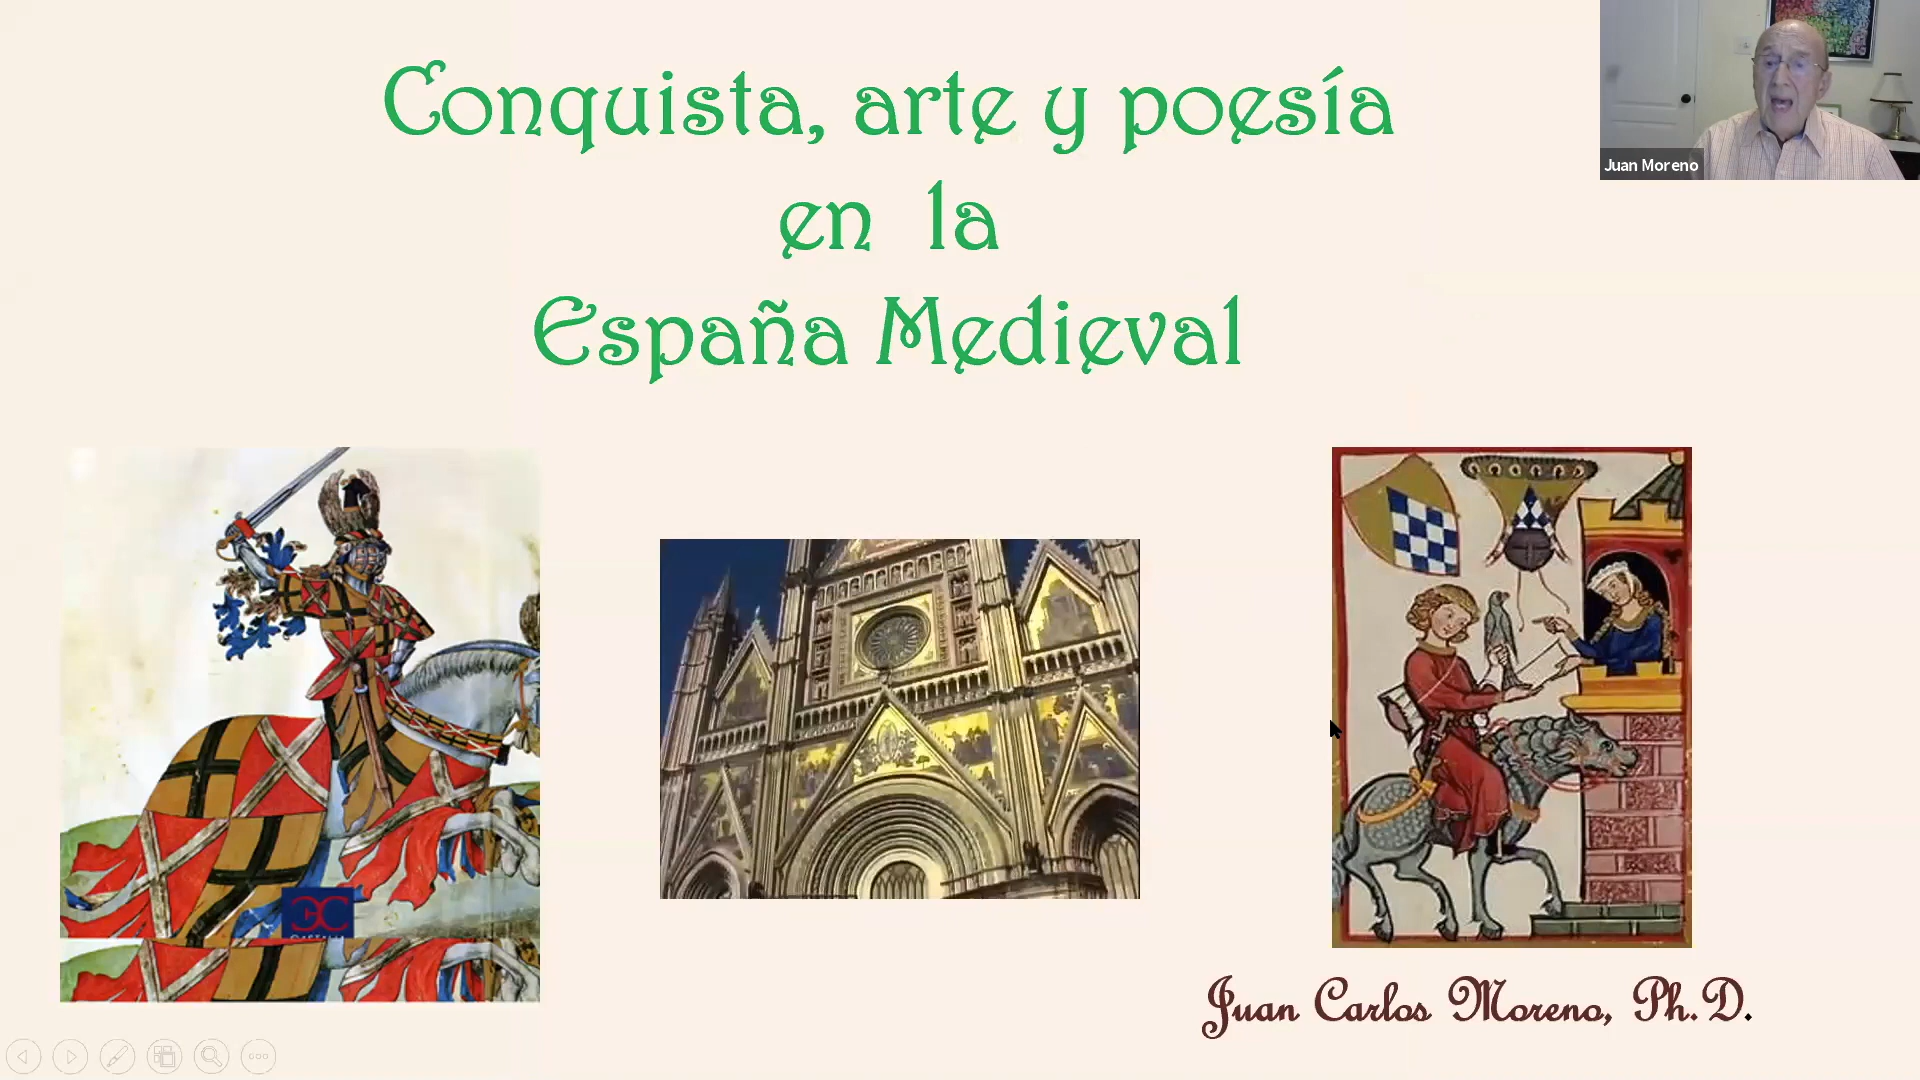 Conquista, arte y poesía
en la
España Medieval
Juan Moreno
Juan Carlos Moreno, Ph.D.